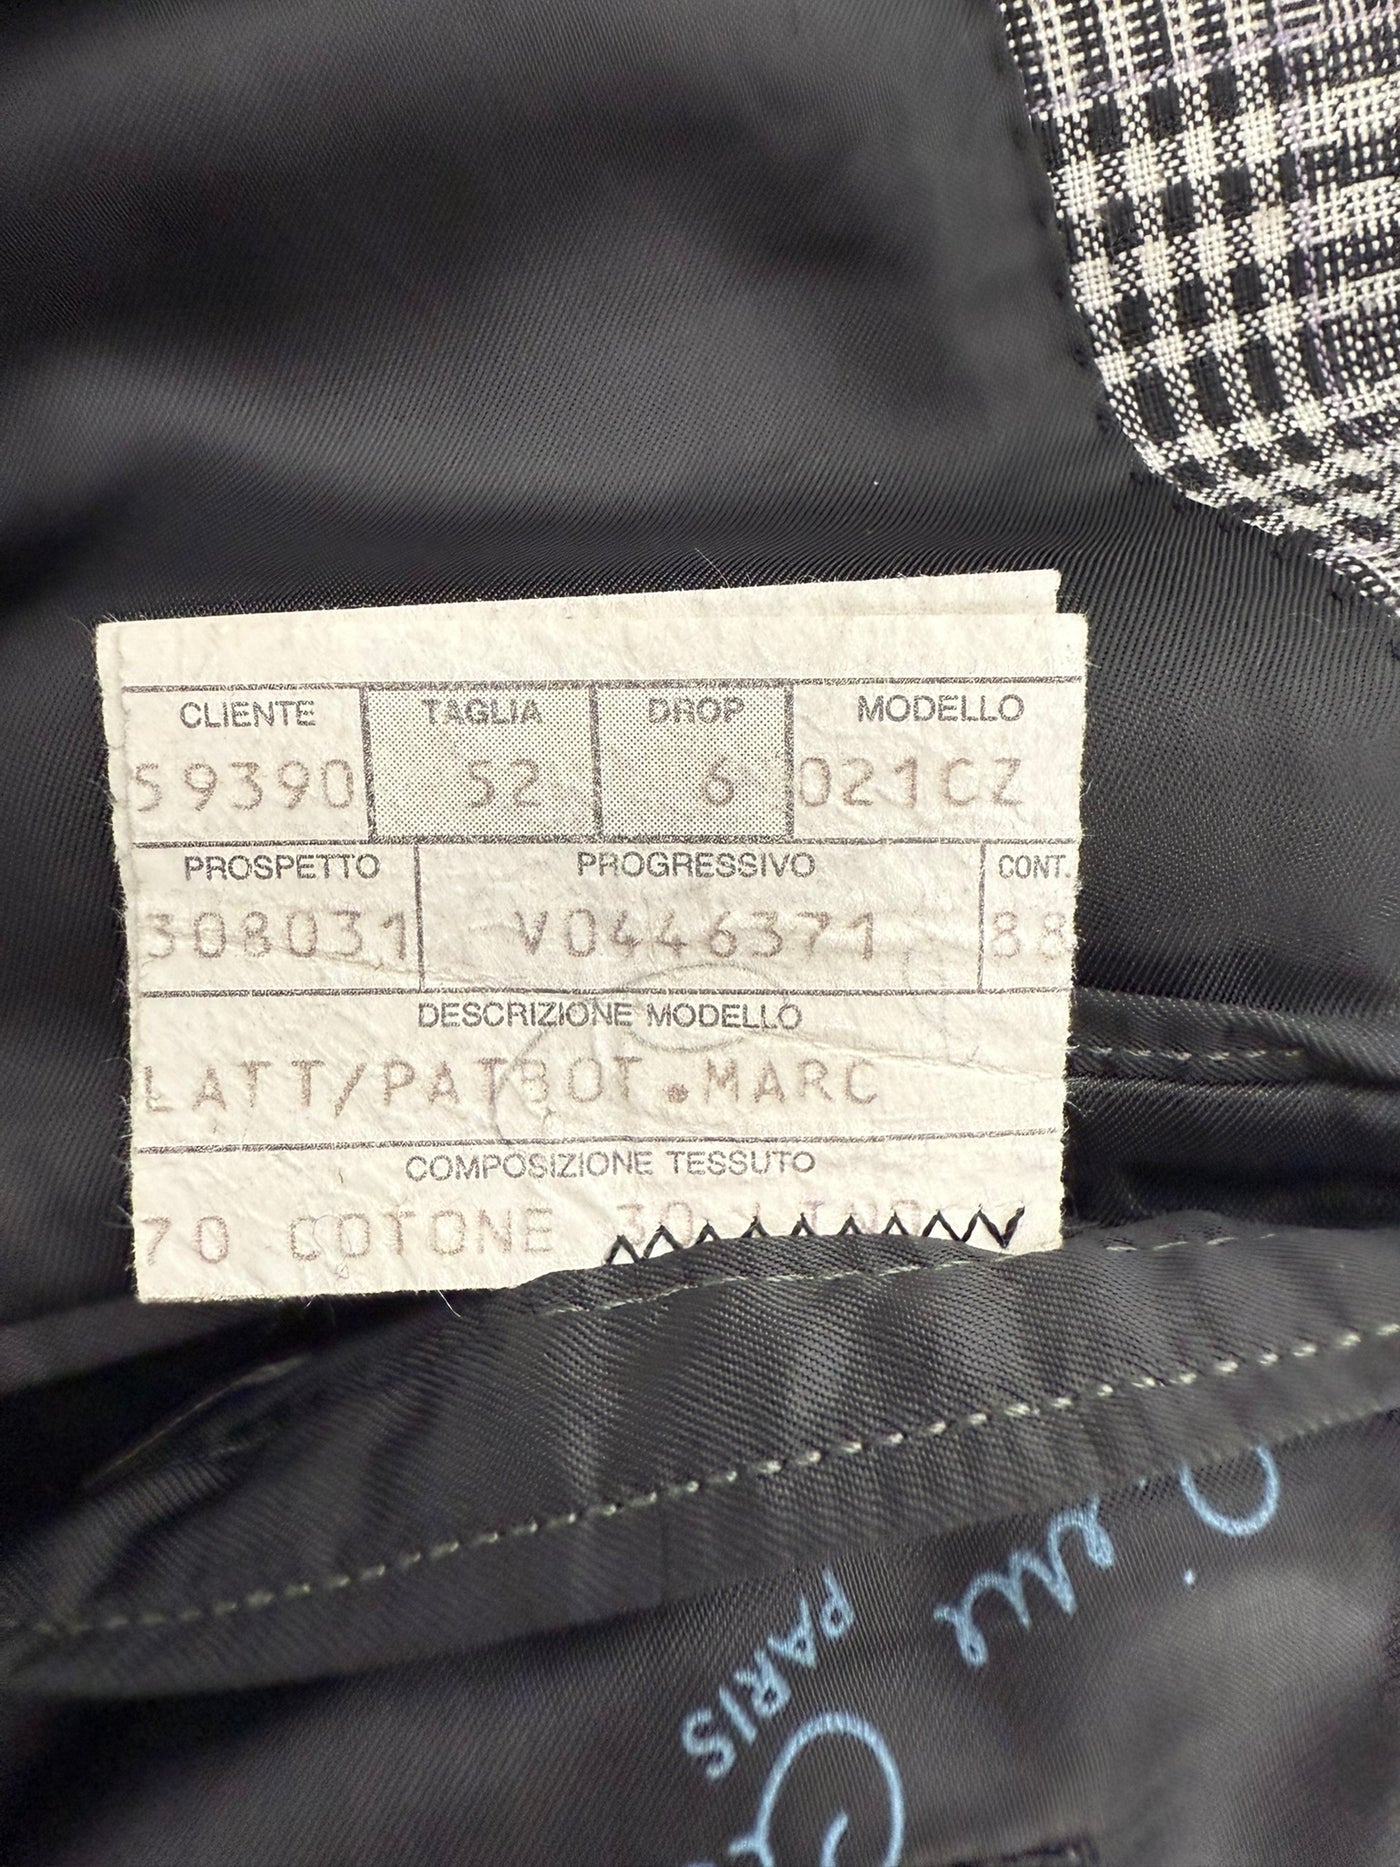 CLIENTE TAGLIA DROP MODELLO
59390 52 6 021CZ
PROSPETTO PROGRESSIVO CONT.
308031 V0446371 88
DESCRIZIONE MODELLO
LATT/PATBOT.MARC
COMPOSIZIONE TESSUTO
70 COTONE 30 LINO
PARIS